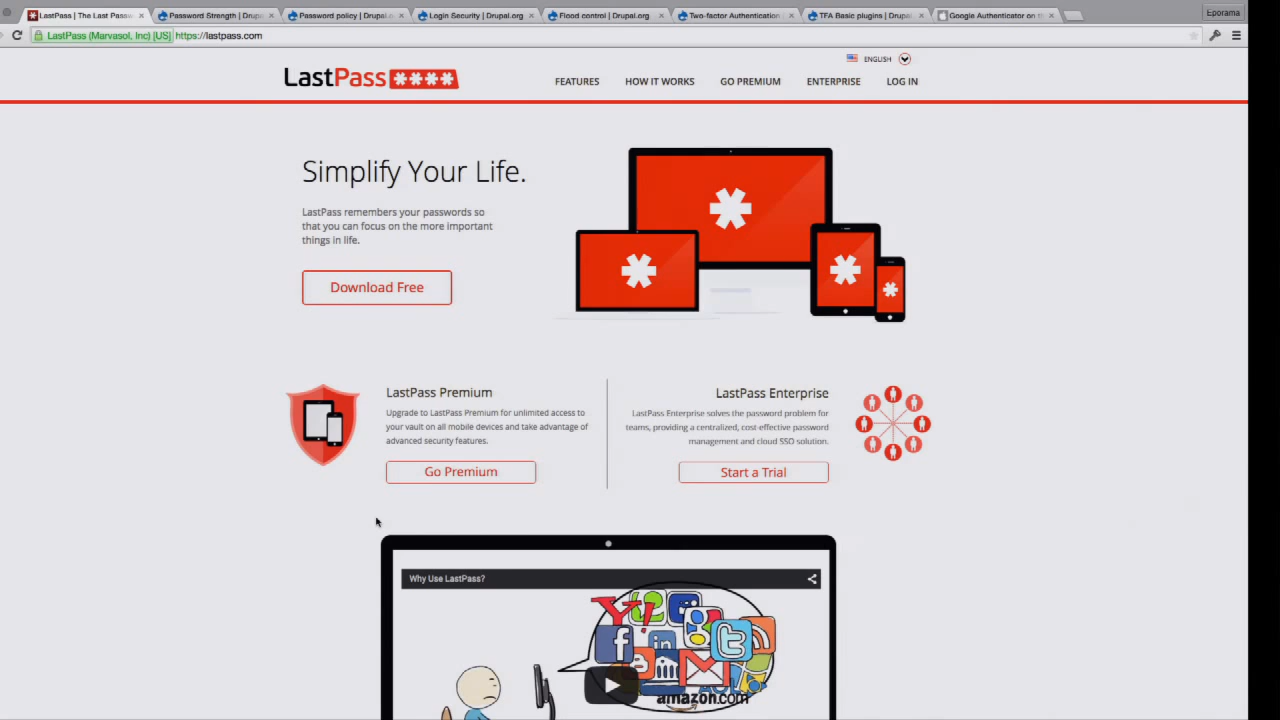 LastPass | The Last Passw
Password Strength | Drupa
Password policy | Drupal.o
Login Security | Drupal.org
Flood control | Drupal.org
Two-factor Authentication
TFA Basic plugins | Drupal.
Google Authenticator on th
Eporama
LastPass (Marvasol, Inc) [US]
https://lastpass.com
ENGLISH
LastPass ****
FEATURES
HOW IT WORKS
GO PREMIUM
ENTERPRISE
LOG IN
Simplify Your Life.
LastPass remembers your passwords so
that you can focus on the more important
things in life.
Download Free
LastPass Premium
Upgrade to LastPass Premium for unlimited access to
your vault on all mobile devices and take advantage of
advanced security features.
Go Premium
LastPass Enterprise
LastPass Enterprise solves the password problem for
teams, providing a centralized, cost-effective password
management and cloud SSO solution.
Start a Trial
Why Use LastPass?
Y!
f
in
g
t
amazon.com